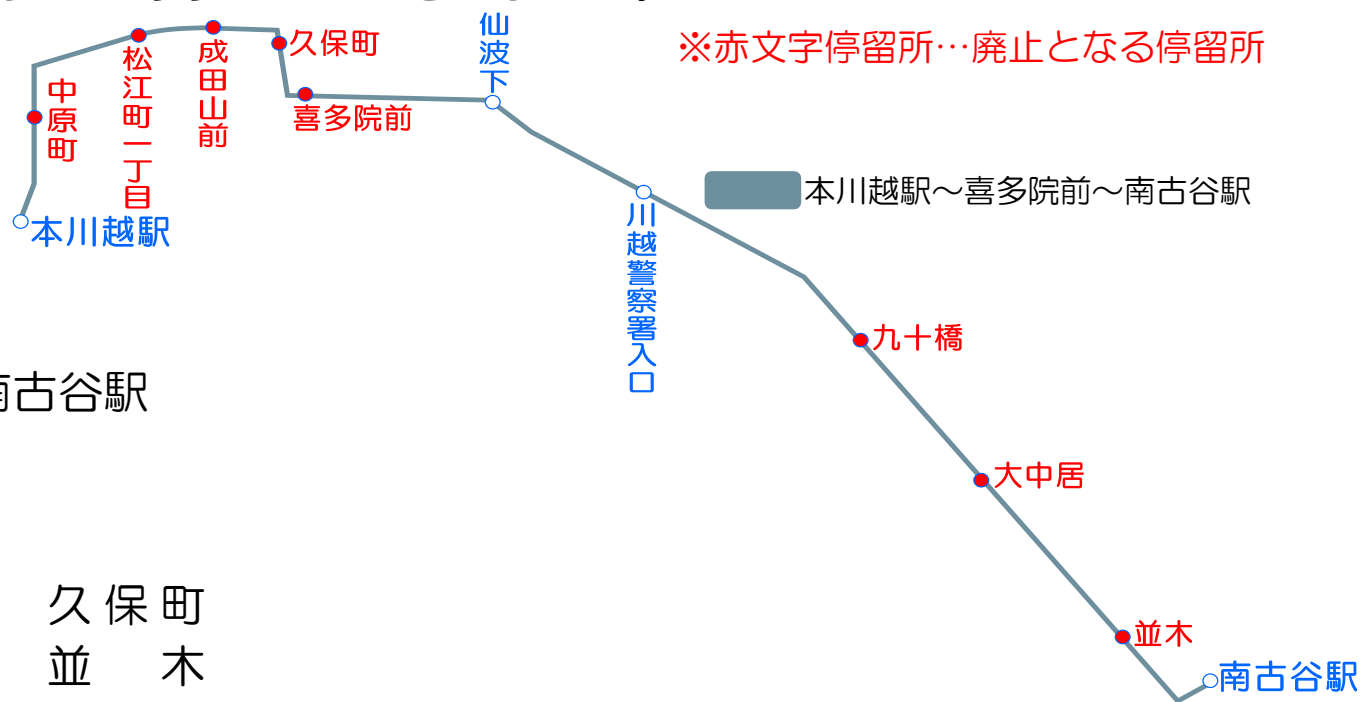 ※赤文字停留所…廃止となる停留所
仙波下
久保町
成田山前
松江町一丁目
中原町
喜多院前
本川越駅～喜多院前～南古谷駅
本川越駅
川越警察署入口
九十橋
南古谷駅
大中居
久保町
並木
並木
南古谷駅